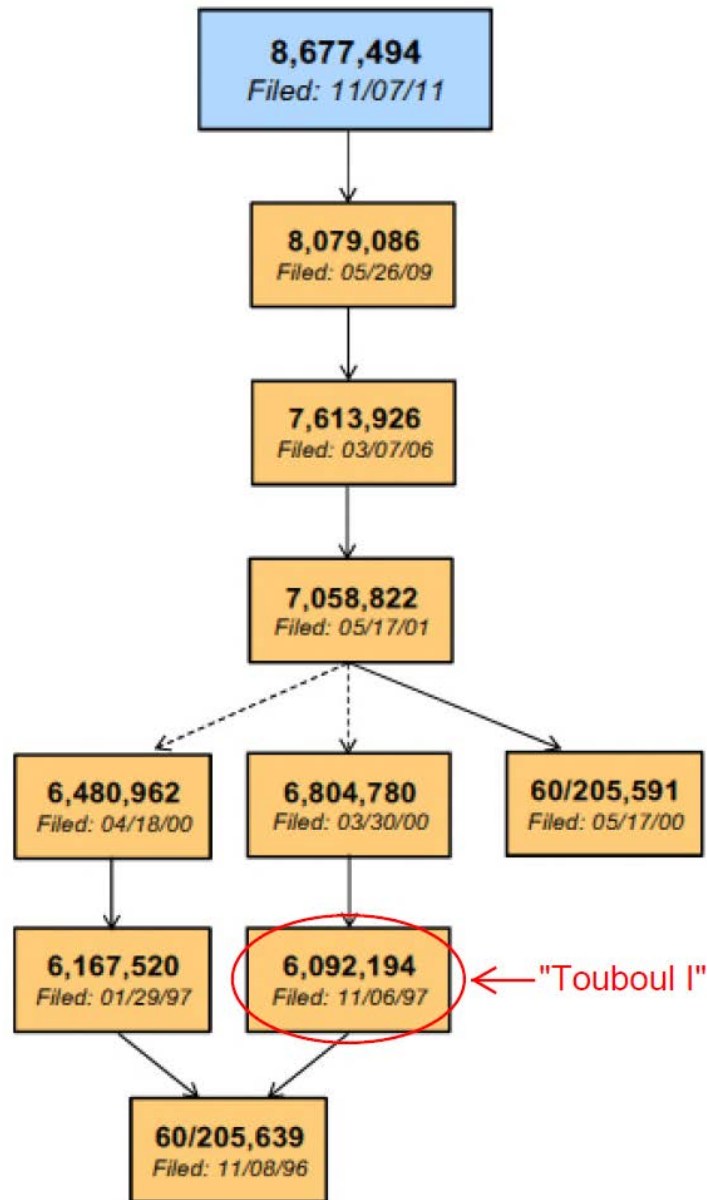 8,677,494
Filed: 11/07/11
8,079,086
Filed: 05/26/09
7,613,926
Filed: 03/07/06
7,058,822
Filed: 05/17/01
6,480,962
Filed: 04/18/00
6,804,780
Filed: 03/30/00
60/205,591
Filed: 05/17/00
6,167,520
Filed: 01/29/97
6,092,194
Filed: 11/06/97
"Touboul I"
60/205,639
Filed: 11/08/96